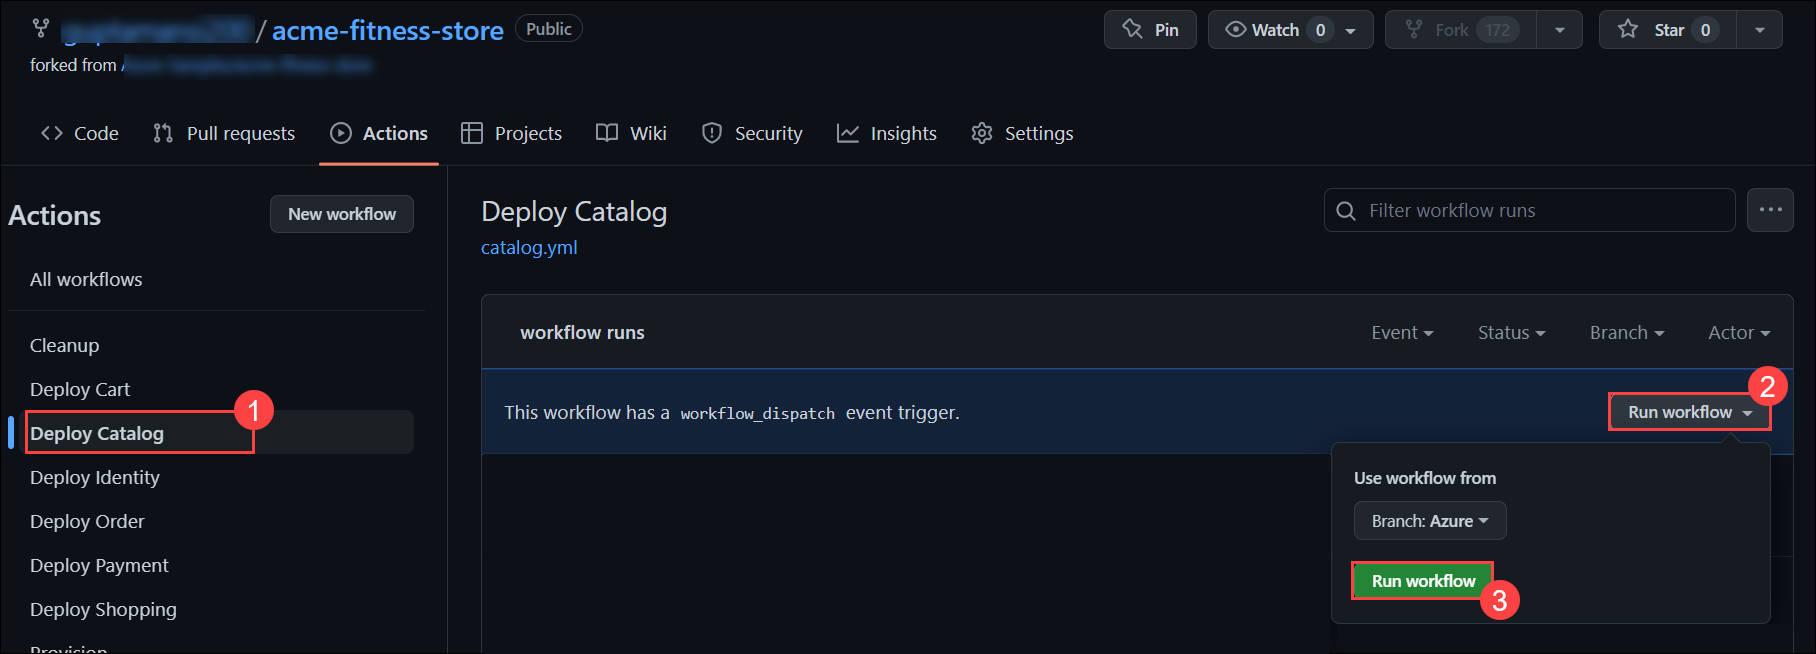 / acme-fitness-store Public Pin Watch 0 Fork 172 Star 0
forked from
Code Pull requests Actions Projects Wiki Security Insights Settings
Actions New workflow
All workflows
Cleanup
Deploy Cart
1
Deploy Catalog
Deploy Identity
Deploy Order
Deploy Payment
Deploy Shopping
Provision
Deploy Catalog
Filter workflow runs
catalog.yml
workflow runs Event Status Branch Actor
This workflow has a workflow_dispatch event trigger.
2
Run workflow
Use workflow from
Branch: Azure
Run workflow
3